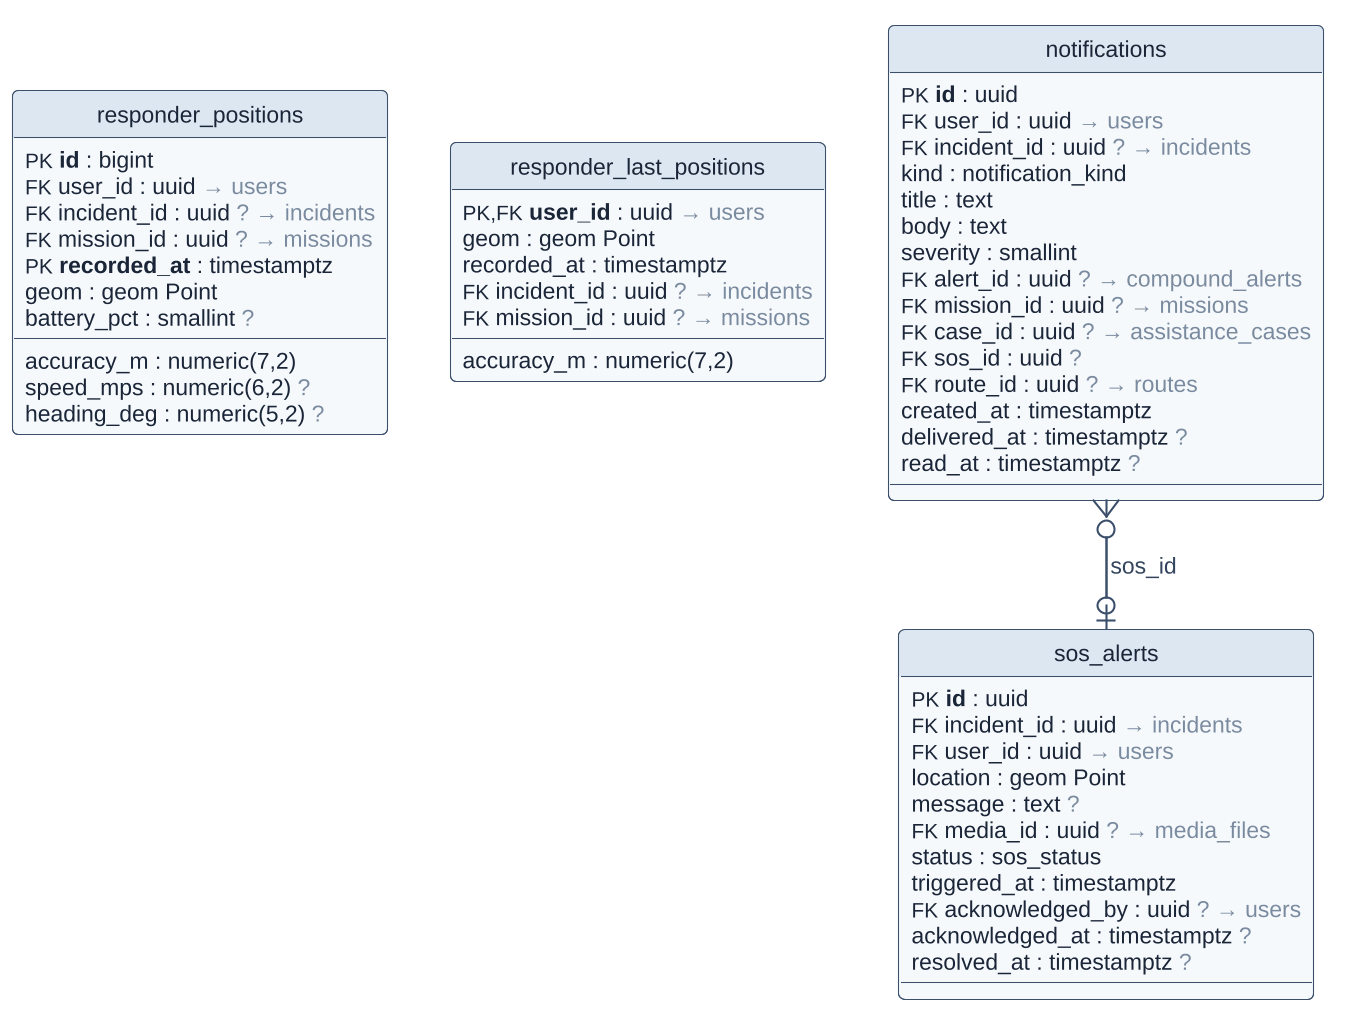 responder_positions
PK id : bigint
FK user_id : uuid → users
FK incident_id : uuid ? → incidents
FK mission_id : uuid ? → missions
PK recorded_at : timestamptz
geom : geom Point
battery_pct : smallint ?
accuracy_m : numeric(7,2)
speed_mps : numeric(6,2) ?
heading_deg : numeric(5,2) ?
responder_last_positions
PK,FK user_id : uuid → users
geom : geom Point
recorded_at : timestamptz
FK incident_id : uuid ? → incidents
FK mission_id : uuid ? → missions
accuracy_m : numeric(7,2)
notifications
PK id : uuid
FK user_id : uuid → users
FK incident_id : uuid ? → incidents
kind : notification_kind
title : text
body : text
severity : smallint
FK alert_id : uuid ? → compound_alerts
FK mission_id : uuid ? → missions
FK case_id : uuid ? → assistance_cases
FK sos_id : uuid ?
FK route_id : uuid ? → routes
created_at : timestamptz
delivered_at : timestamptz ?
read_at : timestamptz ?
sos_id
sos_alerts
PK id : uuid
FK incident_id : uuid → incidents
FK user_id : uuid → users
location : geom Point
message : text ?
FK media_id : uuid ? → media_files
status : sos_status
triggered_at : timestamptz
FK acknowledged_by : uuid ? → users
acknowledged_at : timestamptz ?
resolved_at : timestamptz ?